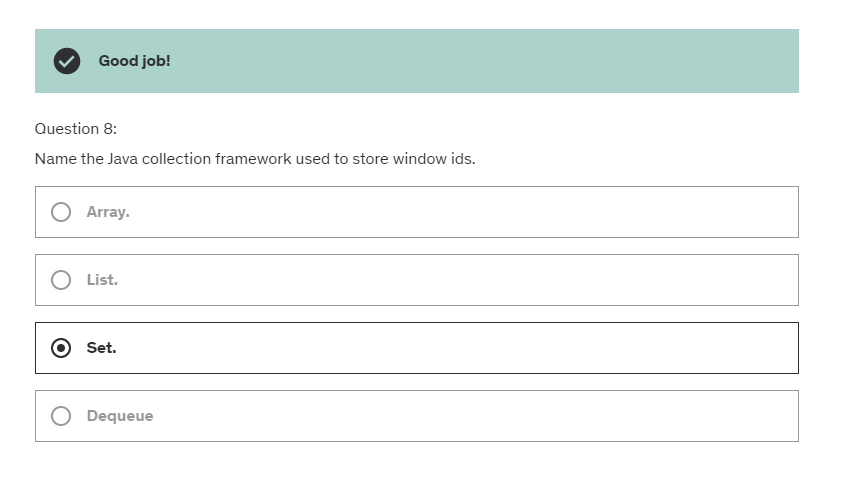 Good job!
Question 8:
Name the Java collection framework used to store window ids.
Array.
List.
Set.
Dequeue